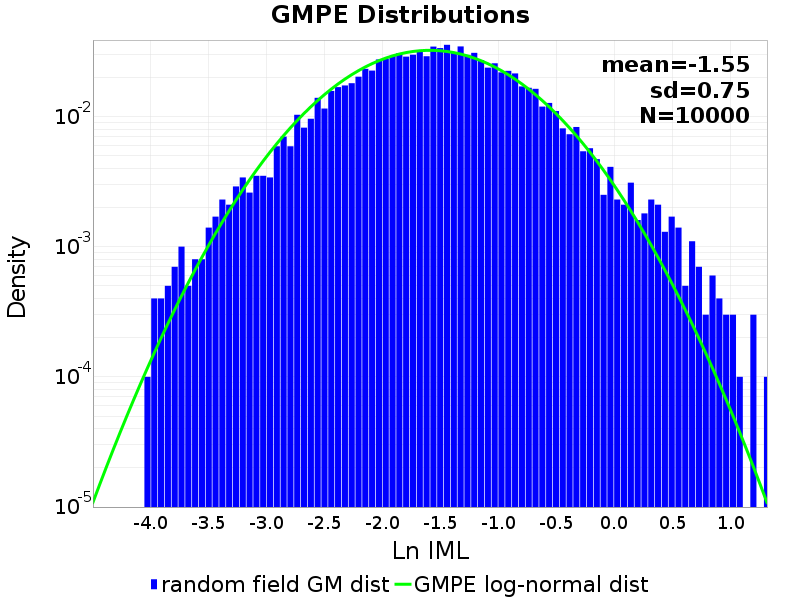 GMPE Distributions
mean=-1.55
sd=0.75
N=10000
Density
10-2
10-3
10-4
10-5
-4.0 -3.5 -3.0 -2.5 -2.0 -1.5 -1.0 -0.5 0.0 0.5 1.0
Ln IML
random field GM dist GMPE log-normal dist